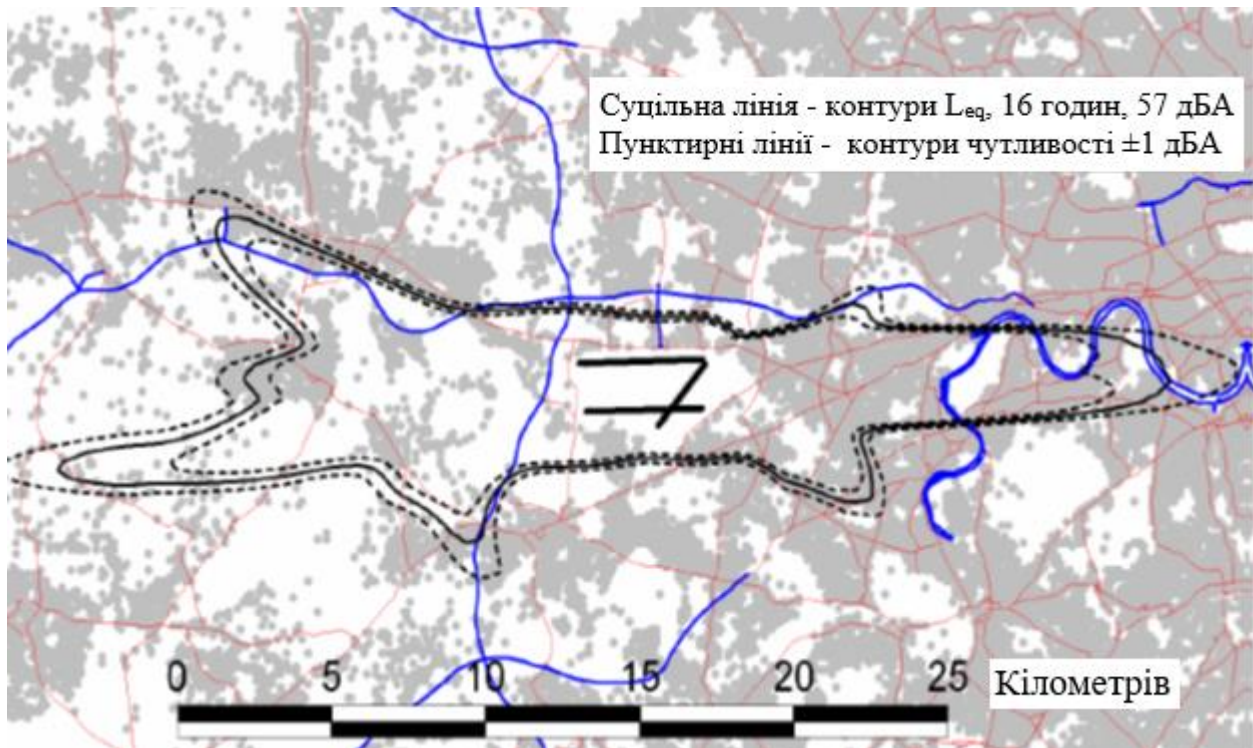 Суцільна лінія - контури Leq, 16 годин, 57 дБА
Пунктирні лінії - контури чутливості ±1 дБА
0 5 10 15 20 25 Кілометрів